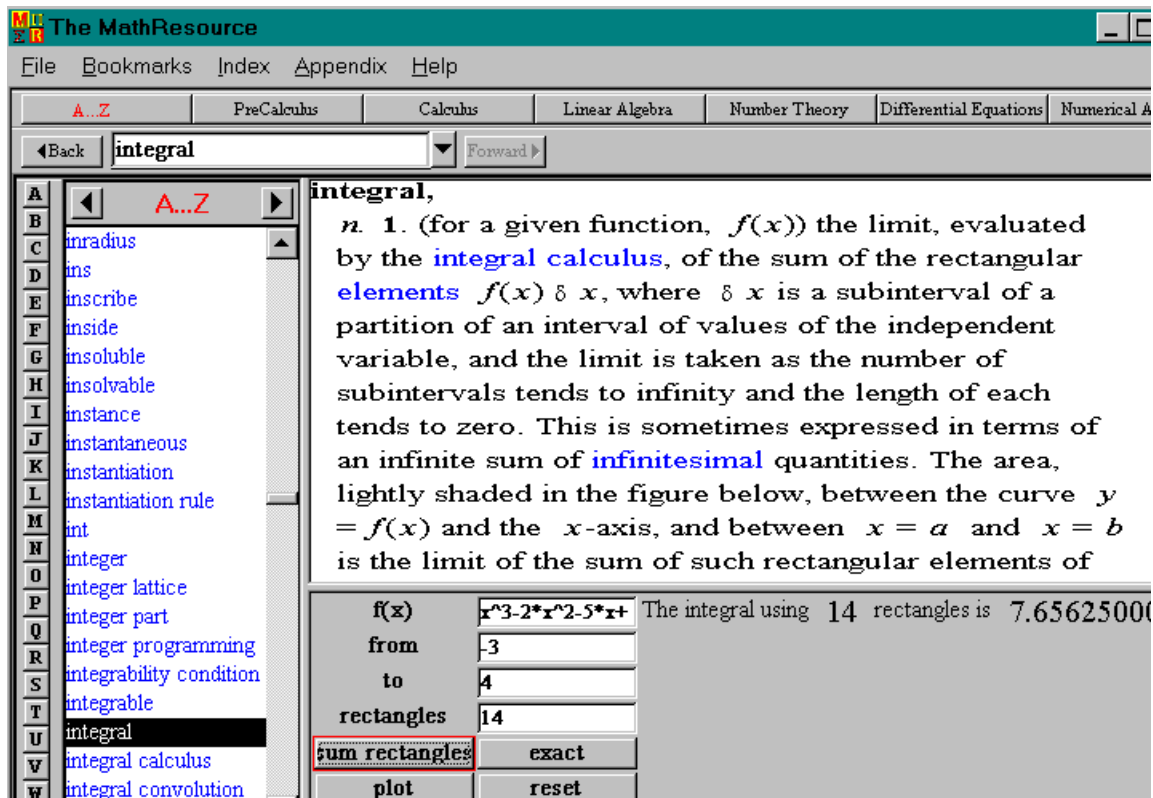 The MathResource
File Bookmarks Index Appendix Help
A...Z PreCalculus Calculus Linear Algebra Number Theory Differential Equations Numerical A
Back integral Forward
A...Z
A
B
C
D
E
F
G
H
I
J
K
L
M
N
O
P
Q
R
S
T
U
V
W
inradius
ins
inscribe
inside
insoluble
insolvable
instance
instantaneous
instantiation
instantiation rule
int
integer
integer lattice
integer part
integer programming
integrability condition
integrable
integral
integral calculus
integral convolution
integral,
n. 1. (for a given function, f(x)) the limit, evaluated
by the integral calculus, of the sum of the rectangular
elements f(x) δ x, where δ x is a subinterval of a
partition of an interval of values of the independent
variable, and the limit is taken as the number of
subintervals tends to infinity and the length of each
tends to zero. This is sometimes expressed in terms of
an infinite sum of infinitesimal quantities. The area,
lightly shaded in the figure below, between the curve y
= f(x) and the x-axis, and between x = a and x = b
is the limit of the sum of such rectangular elements of
f(x) x^3-2*x^2-5*x+ The integral using 14 rectangles is 7.65625000
from -3
to 4
rectangles 14
sum rectangles exact
plot reset